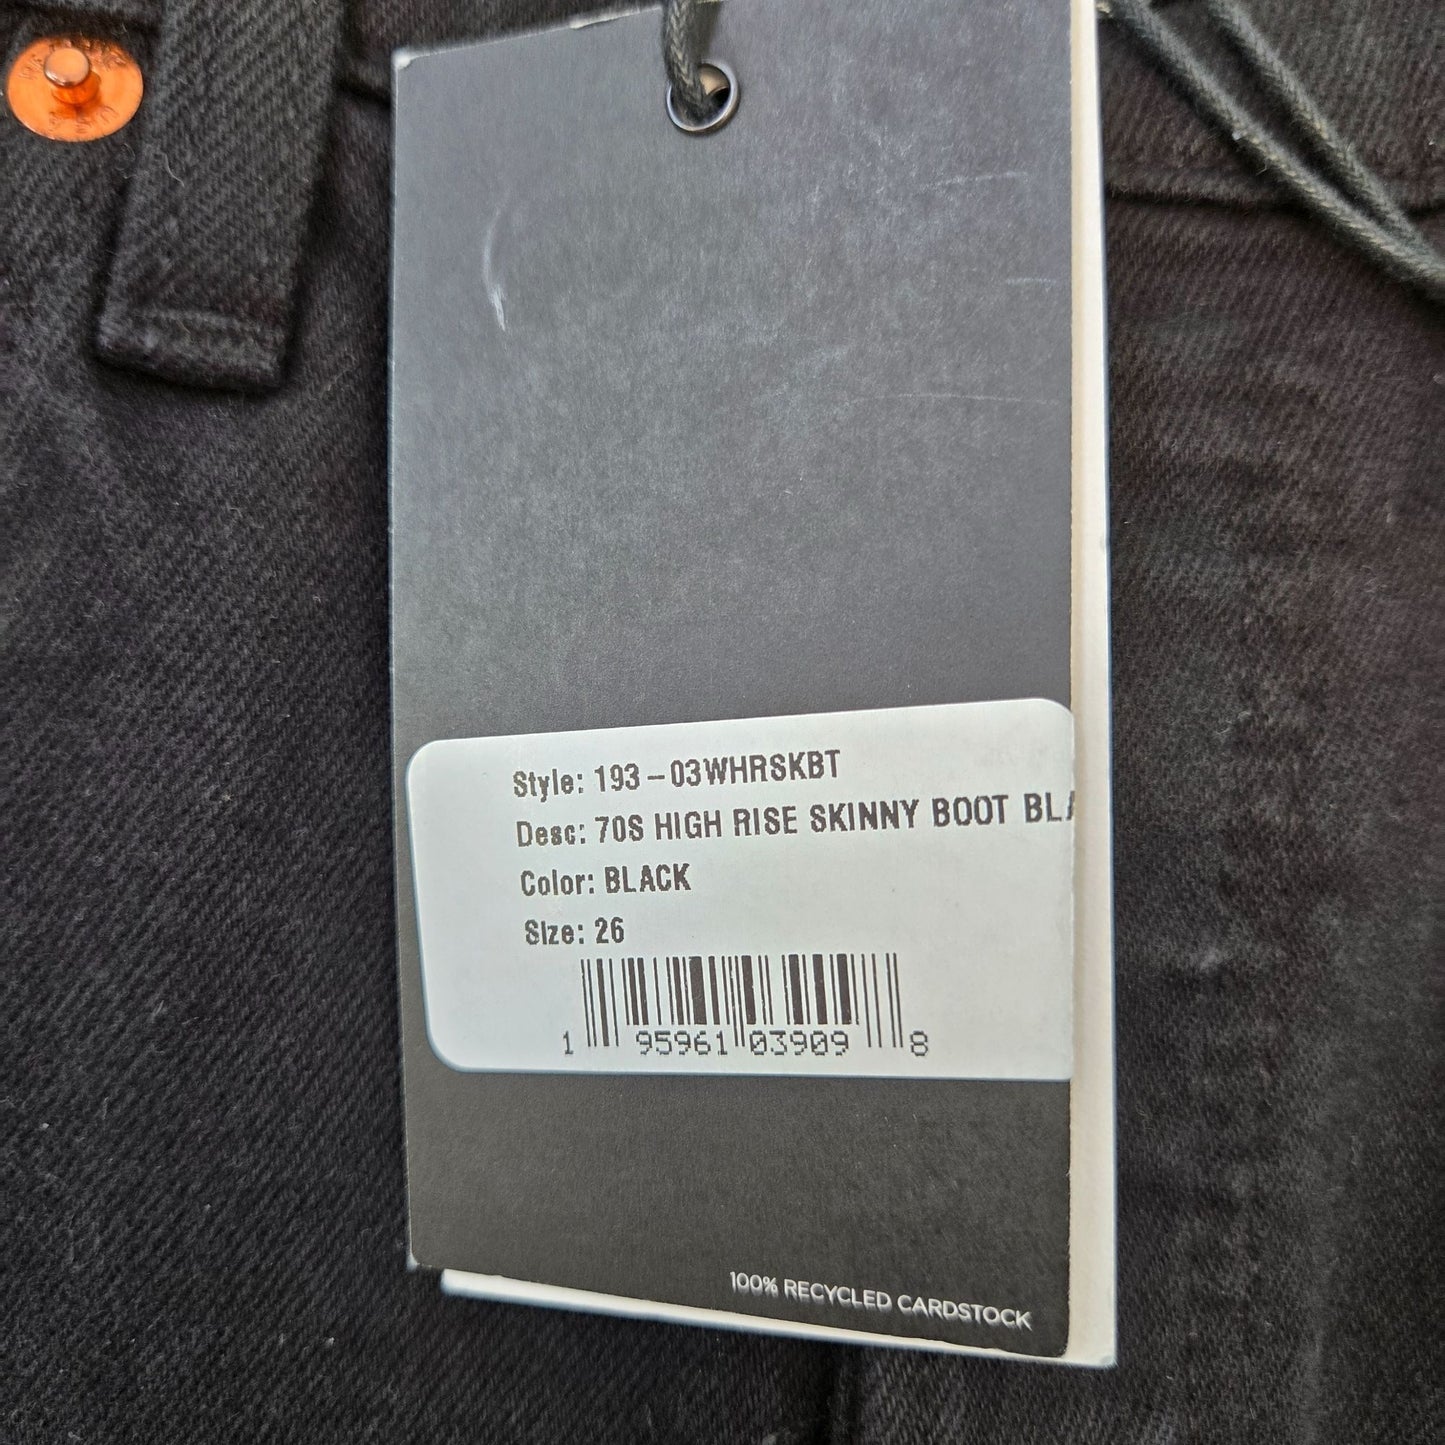 Style: 193-03WHRSKBT
Desc: 70S HIGH RISE SKINNY BOOT BLA
Color: BLACK
Size: 26
1 95961 03909 8
100% RECYCLED CARDSTOCK